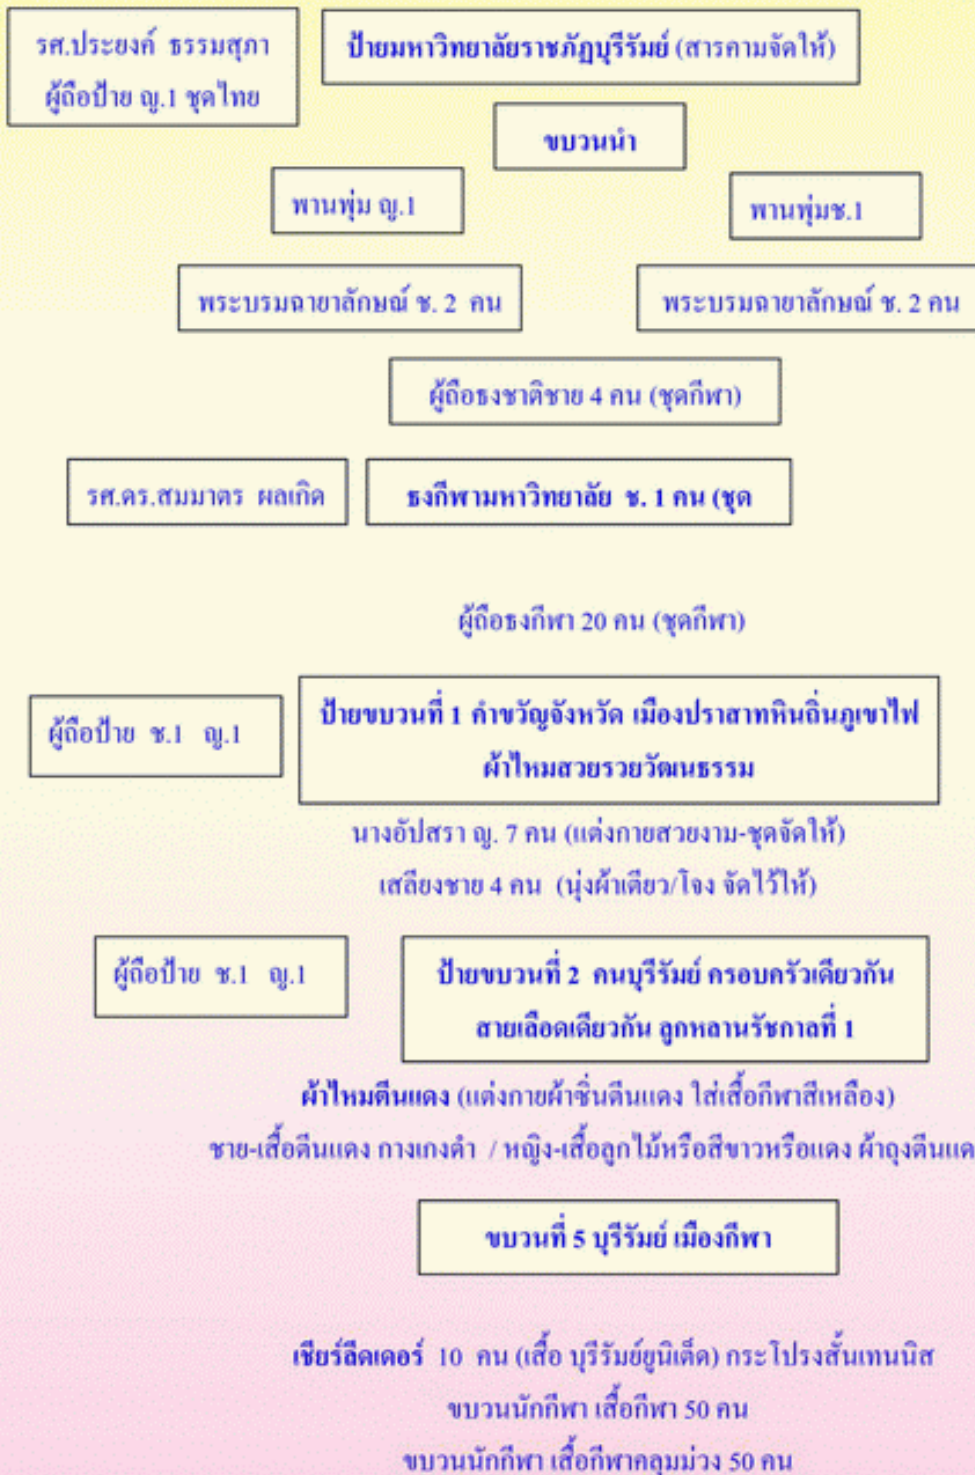 รศ.ประยงค์ ธรรมสุภา
ผู้ถือป้าย ญ.1 ชุดไทย
ป้ายมหาวิทยาลัยราชภัฏบุรีรัมย์ (สารคามจัดให้)
ขบวนนำ
พานพุ่ม ญ.1
พานพุ่มช.1
พระบรมฉายาลักษณ์ ช. 2 คน
พระบรมฉายาลักษณ์ ช. 2 คน
ผู้ถือธงชาติชาย 4 คน (ชุดกีฬา)
รศ.ดร.สมมาตร ผลเกิด
ธงกีฬามหาวิทยาลัย ช. 1 คน (ชุด
ผู้ถือธงกีฬา 20 คน (ชุดกีฬา)
ผู้ถือป้าย ช.1 ญ.1
ป้ายขบวนที่ 1 คำขวัญจังหวัด เมืองปราสาทหินถิ่นภูเขาไฟ
ผ้าไหมสวยรวยวัฒนธรรม
นางอัปสรา ญ. 7 คน (แต่งกายสวยงาม-ชุดจัดให้)
เสลียงชาย 4 คน (นุ่งผ้าเตียว/โจง จัดไว้ให้)
ผู้ถือป้าย ช.1 ญ.1
ป้ายขบวนที่ 2 คนบุรีรัมย์ ครอบครัวเดียวกัน
สายเลือดเดียวกัน ลูกหลานรัชกาลที่ 1
ผ้าไหมตีนแดง (แต่งกายผ้าซิ่นตีนแดง ใส่เสื้อกีฬาสีเหลือง)
ชาย-เสื้อตีนแดง กางเกงดำ / หญิง-เสื้อลูกไม้หรือสีขาวหรือแดง ผ้าถุงตีนแด
ขบวนที่ 5 บุรีรัมย์ เมืองกีฬา
เชียร์ลีดเดอร์ 10 คน (เสื้อ บุรีรัมย์ยูนิเต็ด) กระโปรงสั้นเทนนิส
ขบวนนักกีฬา เสื้อกีฬา 50 คน
ขบวนนักกีฬา เสื้อกีฬาคลุมม่วง 50 คน